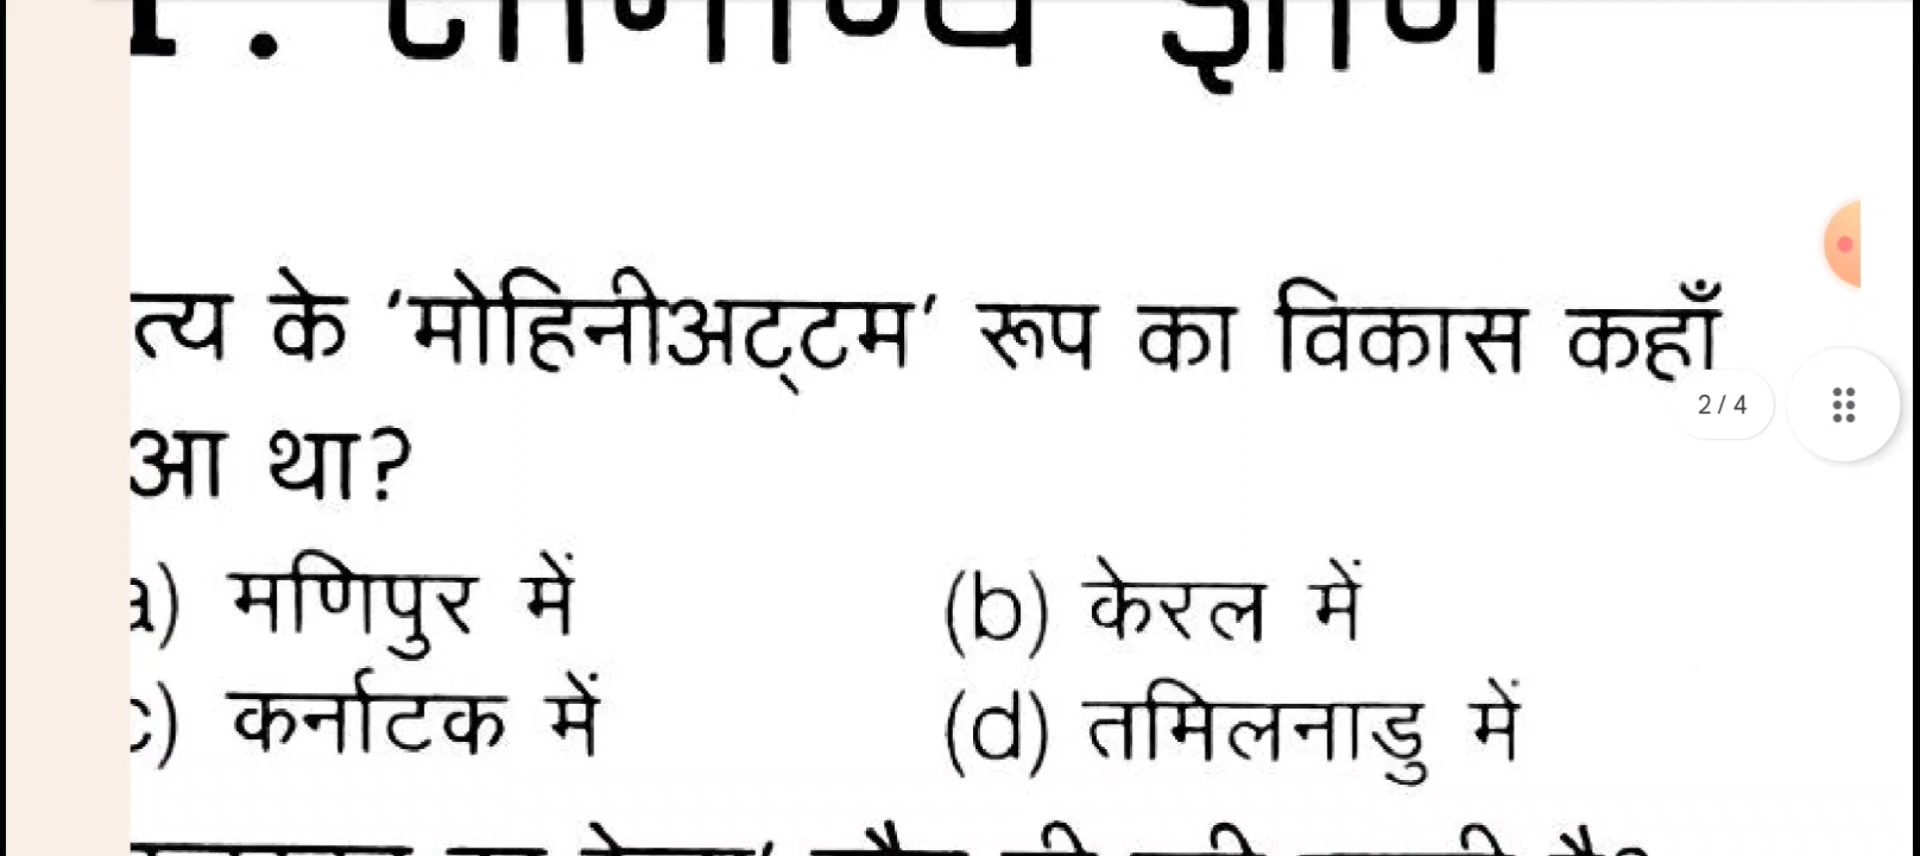 त्य के ‘मोहिनीअट्टम’ रूप का विकास कहाँ
2 / 4
आ था?
a) मणिपुर में (b) केरल में
c) कर्नाटक में (d) तमिलनाडु में